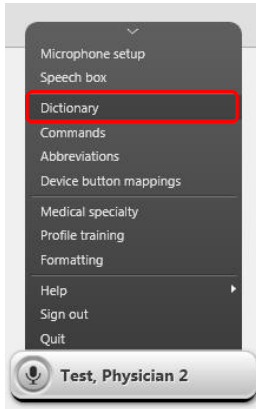 Microphone setup
Speech box
Dictionary
Commands
Abbreviations
Device button mappings
Medical specialty
Profile training
Formatting
Help
Sign out
Quit
Test, Physician 2